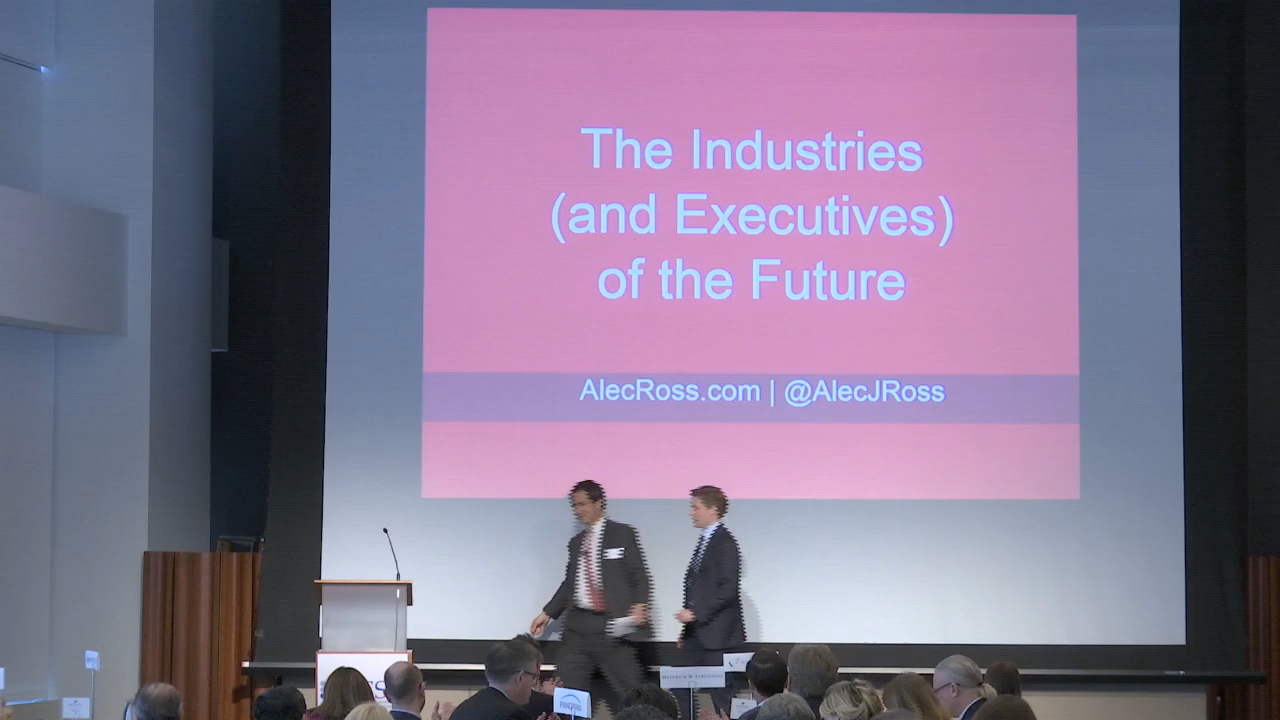 The Industries
(and Executives)
of the Future
AlecRoss.com | @AlecJRoss